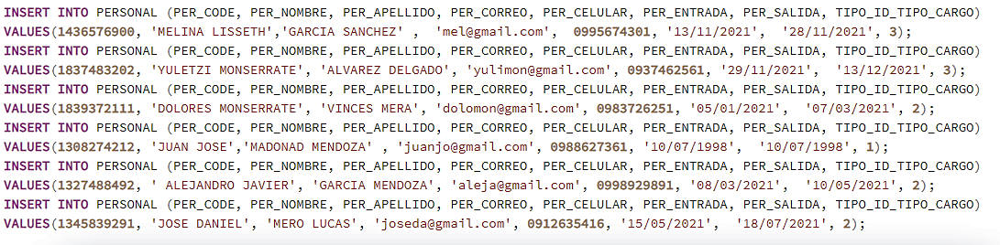 INSERT INTO PERSONAL (PER_CODE, PER_NOMBRE, PER_APELLIDO, PER_CORREO, PER_CELULAR, PER_ENTRADA, PER_SALIDA, TIPO_ID_TIPO_CARGO)
VALUES(1436576900, 'MELINA LISSETH','GARCIA SANCHEZ' , 'mel@gmail.com', 0995674301, '13/11/2021', '28/11/2021', 3);
INSERT INTO PERSONAL (PER_CODE, PER_NOMBRE, PER_APELLIDO, PER_CORREO, PER_CELULAR, PER_ENTRADA, PER_SALIDA, TIPO_ID_TIPO_CARGO)
VALUES(1837483202, 'YULETZI MONSERRATE', 'ALVAREZ DELGADO', 'yulimon@gmail.com', 0937462561, '29/11/2021', '13/12/2021', 3);
INSERT INTO PERSONAL (PER_CODE, PER_NOMBRE, PER_APELLIDO, PER_CORREO, PER_CELULAR, PER_ENTRADA, PER_SALIDA, TIPO_ID_TIPO_CARGO)
VALUES(1839372111, 'DOLORES MONSERRATE', 'VINCES MERA', 'dolomon@gmail.com', 0983726251, '05/01/2021', '07/03/2021', 2);
INSERT INTO PERSONAL (PER_CODE, PER_NOMBRE, PER_APELLIDO, PER_CORREO, PER_CELULAR, PER_ENTRADA, PER_SALIDA, TIPO_ID_TIPO_CARGO)
VALUES(1308274212, 'JUAN JOSE','MADONAD MENDOZA' , 'juanjo@gmail.com', 0988627361, '10/07/1998', '10/07/1998', 1);
INSERT INTO PERSONAL (PER_CODE, PER_NOMBRE, PER_APELLIDO, PER_CORREO, PER_CELULAR, PER_ENTRADA, PER_SALIDA, TIPO_ID_TIPO_CARGO)
VALUES(1327488492, ' ALEJANDRO JAVIER', 'GARCIA MENDOZA', 'aleja@gmail.com', 0998929891, '08/03/2021', '10/05/2021', 2);
INSERT INTO PERSONAL (PER_CODE, PER_NOMBRE, PER_APELLIDO, PER_CORREO, PER_CELULAR, PER_ENTRADA, PER_SALIDA, TIPO_ID_TIPO_CARGO)
VALUES(1345839291, 'JOSE DANIEL', 'MERO LUCAS', 'joseda@gmail.com', 0912635416, '15/05/2021', '18/07/2021', 2);